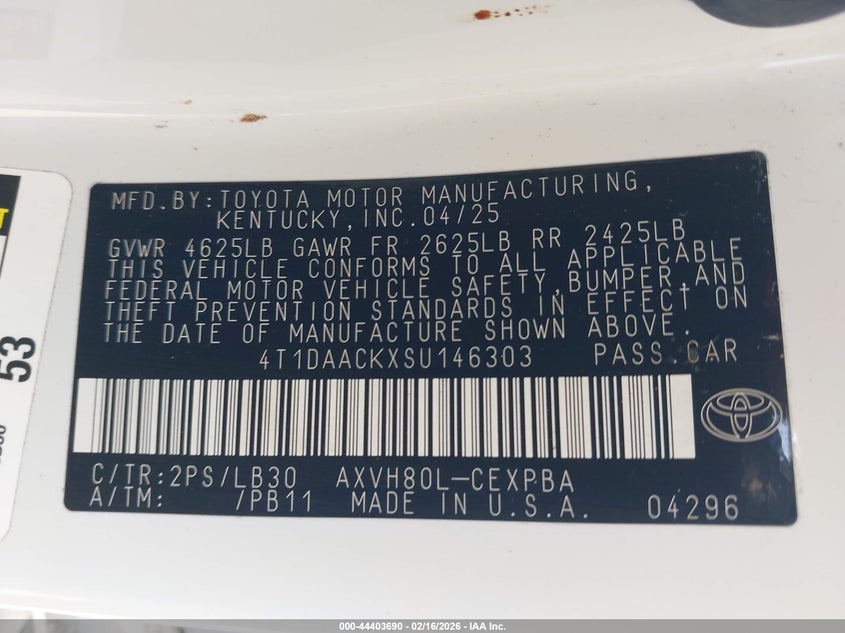 MFD.BY:TOYOTA MOTOR MANUFACTURING,
KENTUCKY,INC.04/25
GVWR 4625LB GAWR FR 2625LB RR 2425LB
THIS VEHICLE CONFORMS TO ALL APPLICABLE
FEDERAL MOTOR VEHICLE SAFETY,BUMPER,AND
THEFT PREVENTION STANDARDS IN EFFECT ON
THE DATE OF MANUFACTURE SHOWN ABOVE.
4T1DAACKXSU146303 PASS.CAR
C/TR:2PS/LB30 AXVH80L-CEXPBA
A/TM: /PB11 MADE IN U.S.A. 04296
53
000-44403690 - 02/16/2026 - IAA Inc.